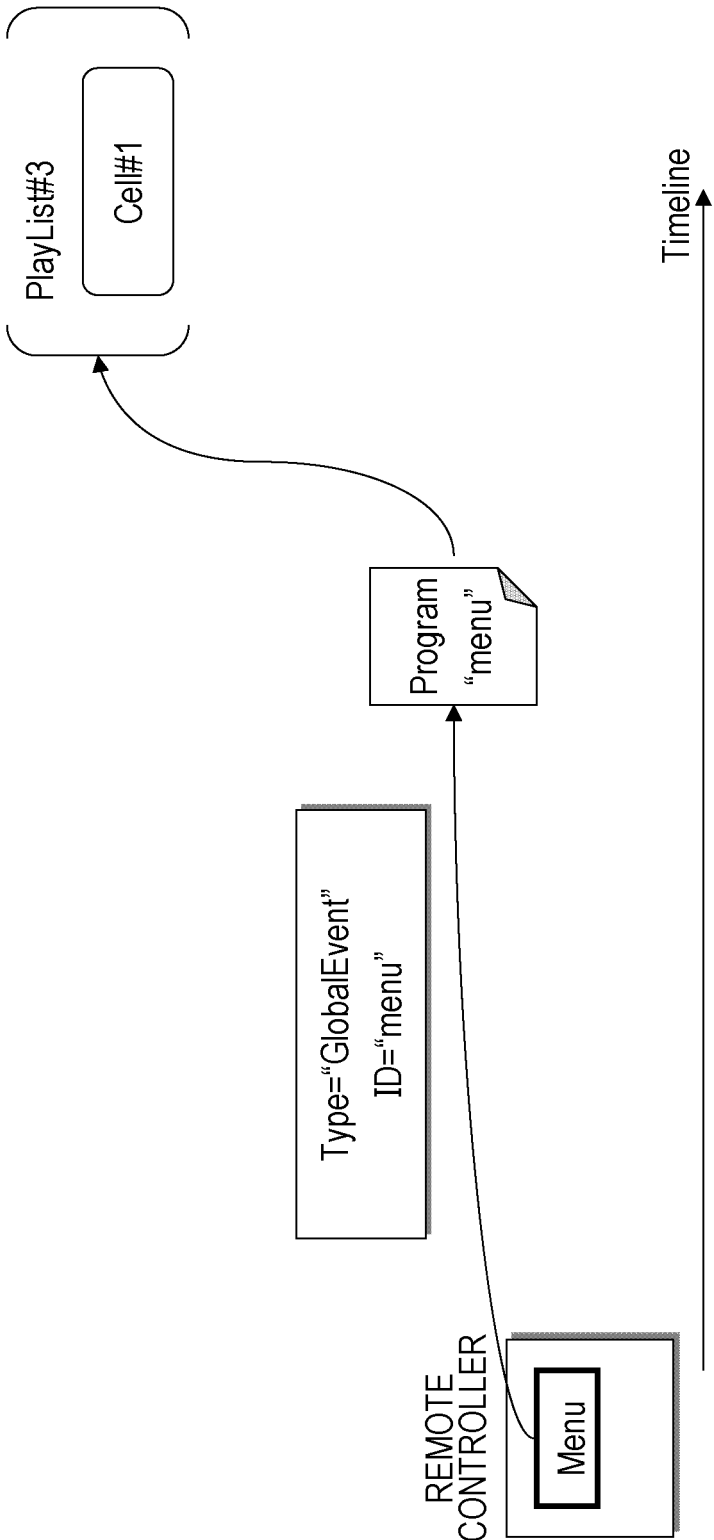 REMOTE
CONTROLLER
Menu
Type=“GlobalEvent”
ID=“menu”
Program
“menu”
PlayList#3
Cell#1
Timeline